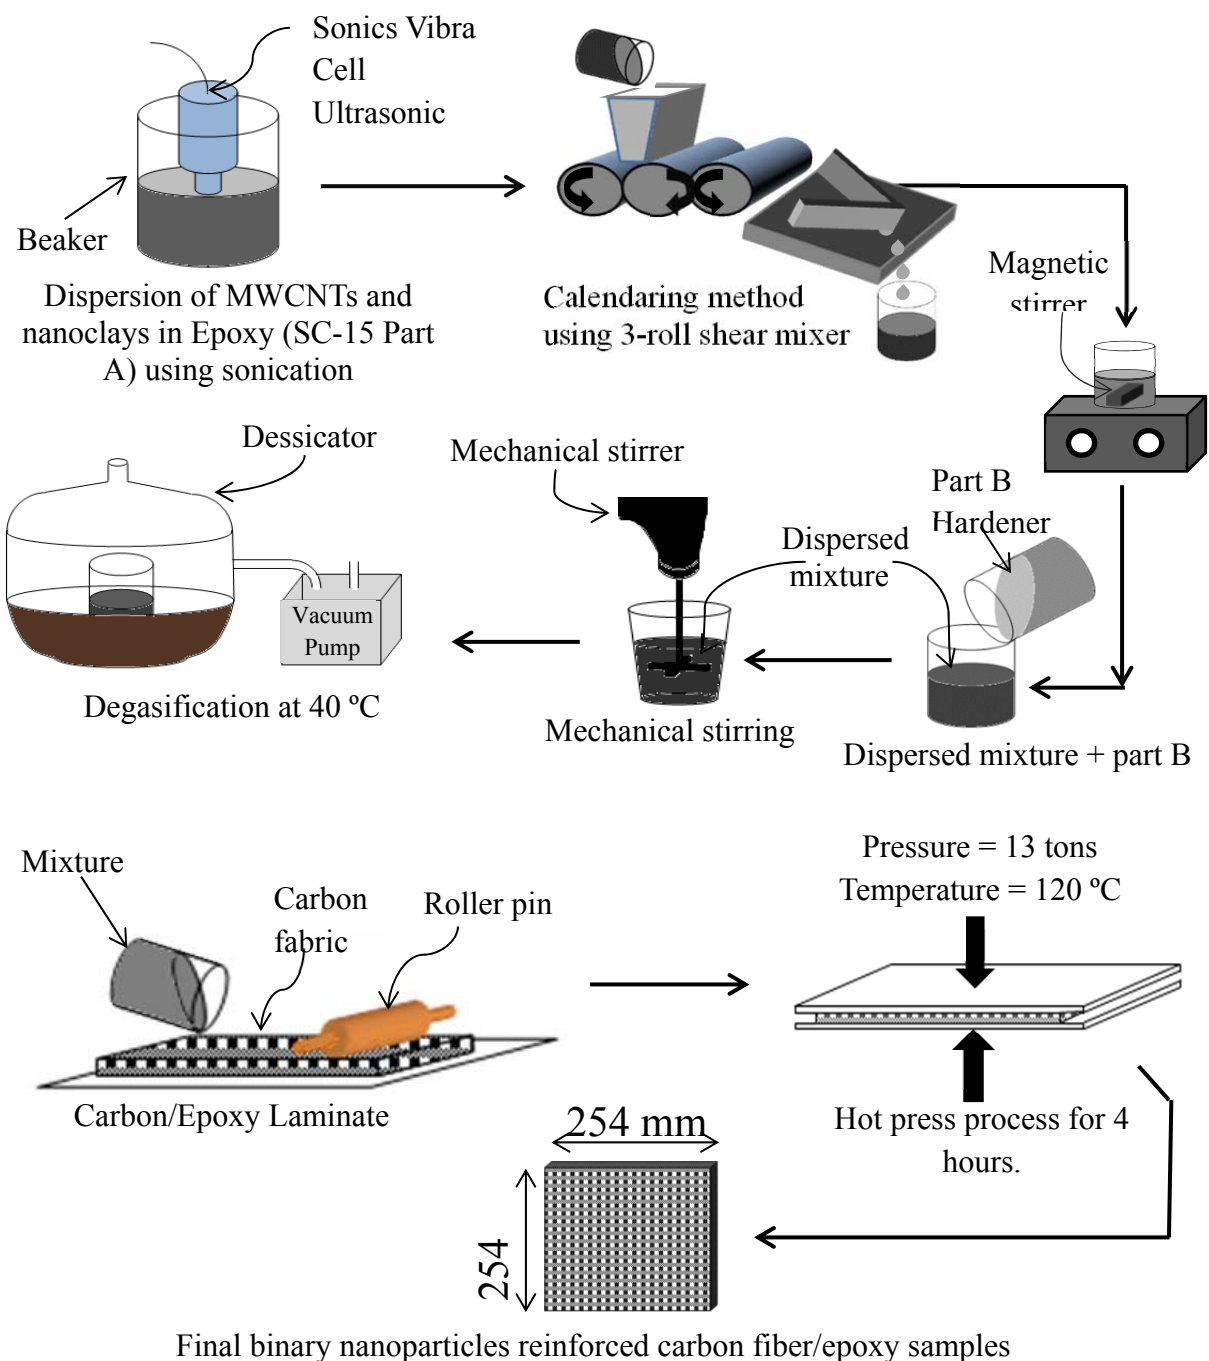 Sonics Vibra
Cell
Ultrasonic
Beaker
Dispersion of MWCNTs and
nanoclays in Epoxy (SC-15 Part
A) using sonication
Calendaring method
using 3-roll shear mixer
Magnetic
stirrer
Dessicator
Vacuum
Pump
Degasification at 40 ºC
Mechanical stirrer
Dispersed
mixture
Mechanical stirring
Part B
Hardener
Dispersed mixture + part B
Mixture
Carbon
fabric
Roller pin
Carbon/Epoxy Laminate
Pressure = 13 tons
Temperature = 120 ºC
Hot press process for 4
hours.
254 mm
254
Final binary nanoparticles reinforced carbon fiber/epoxy samples